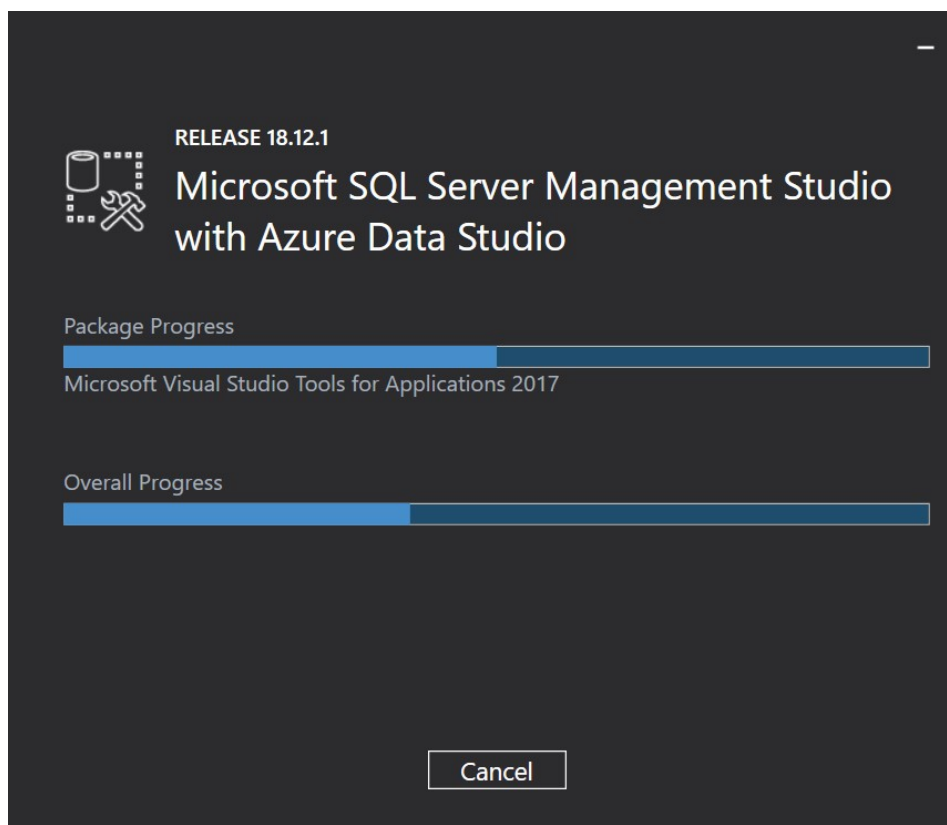 RELEASE 18.12.1
Microsoft SQL Server Management Studio
with Azure Data Studio
Package Progress
Microsoft Visual Studio Tools for Applications 2017
Overall Progress
Cancel